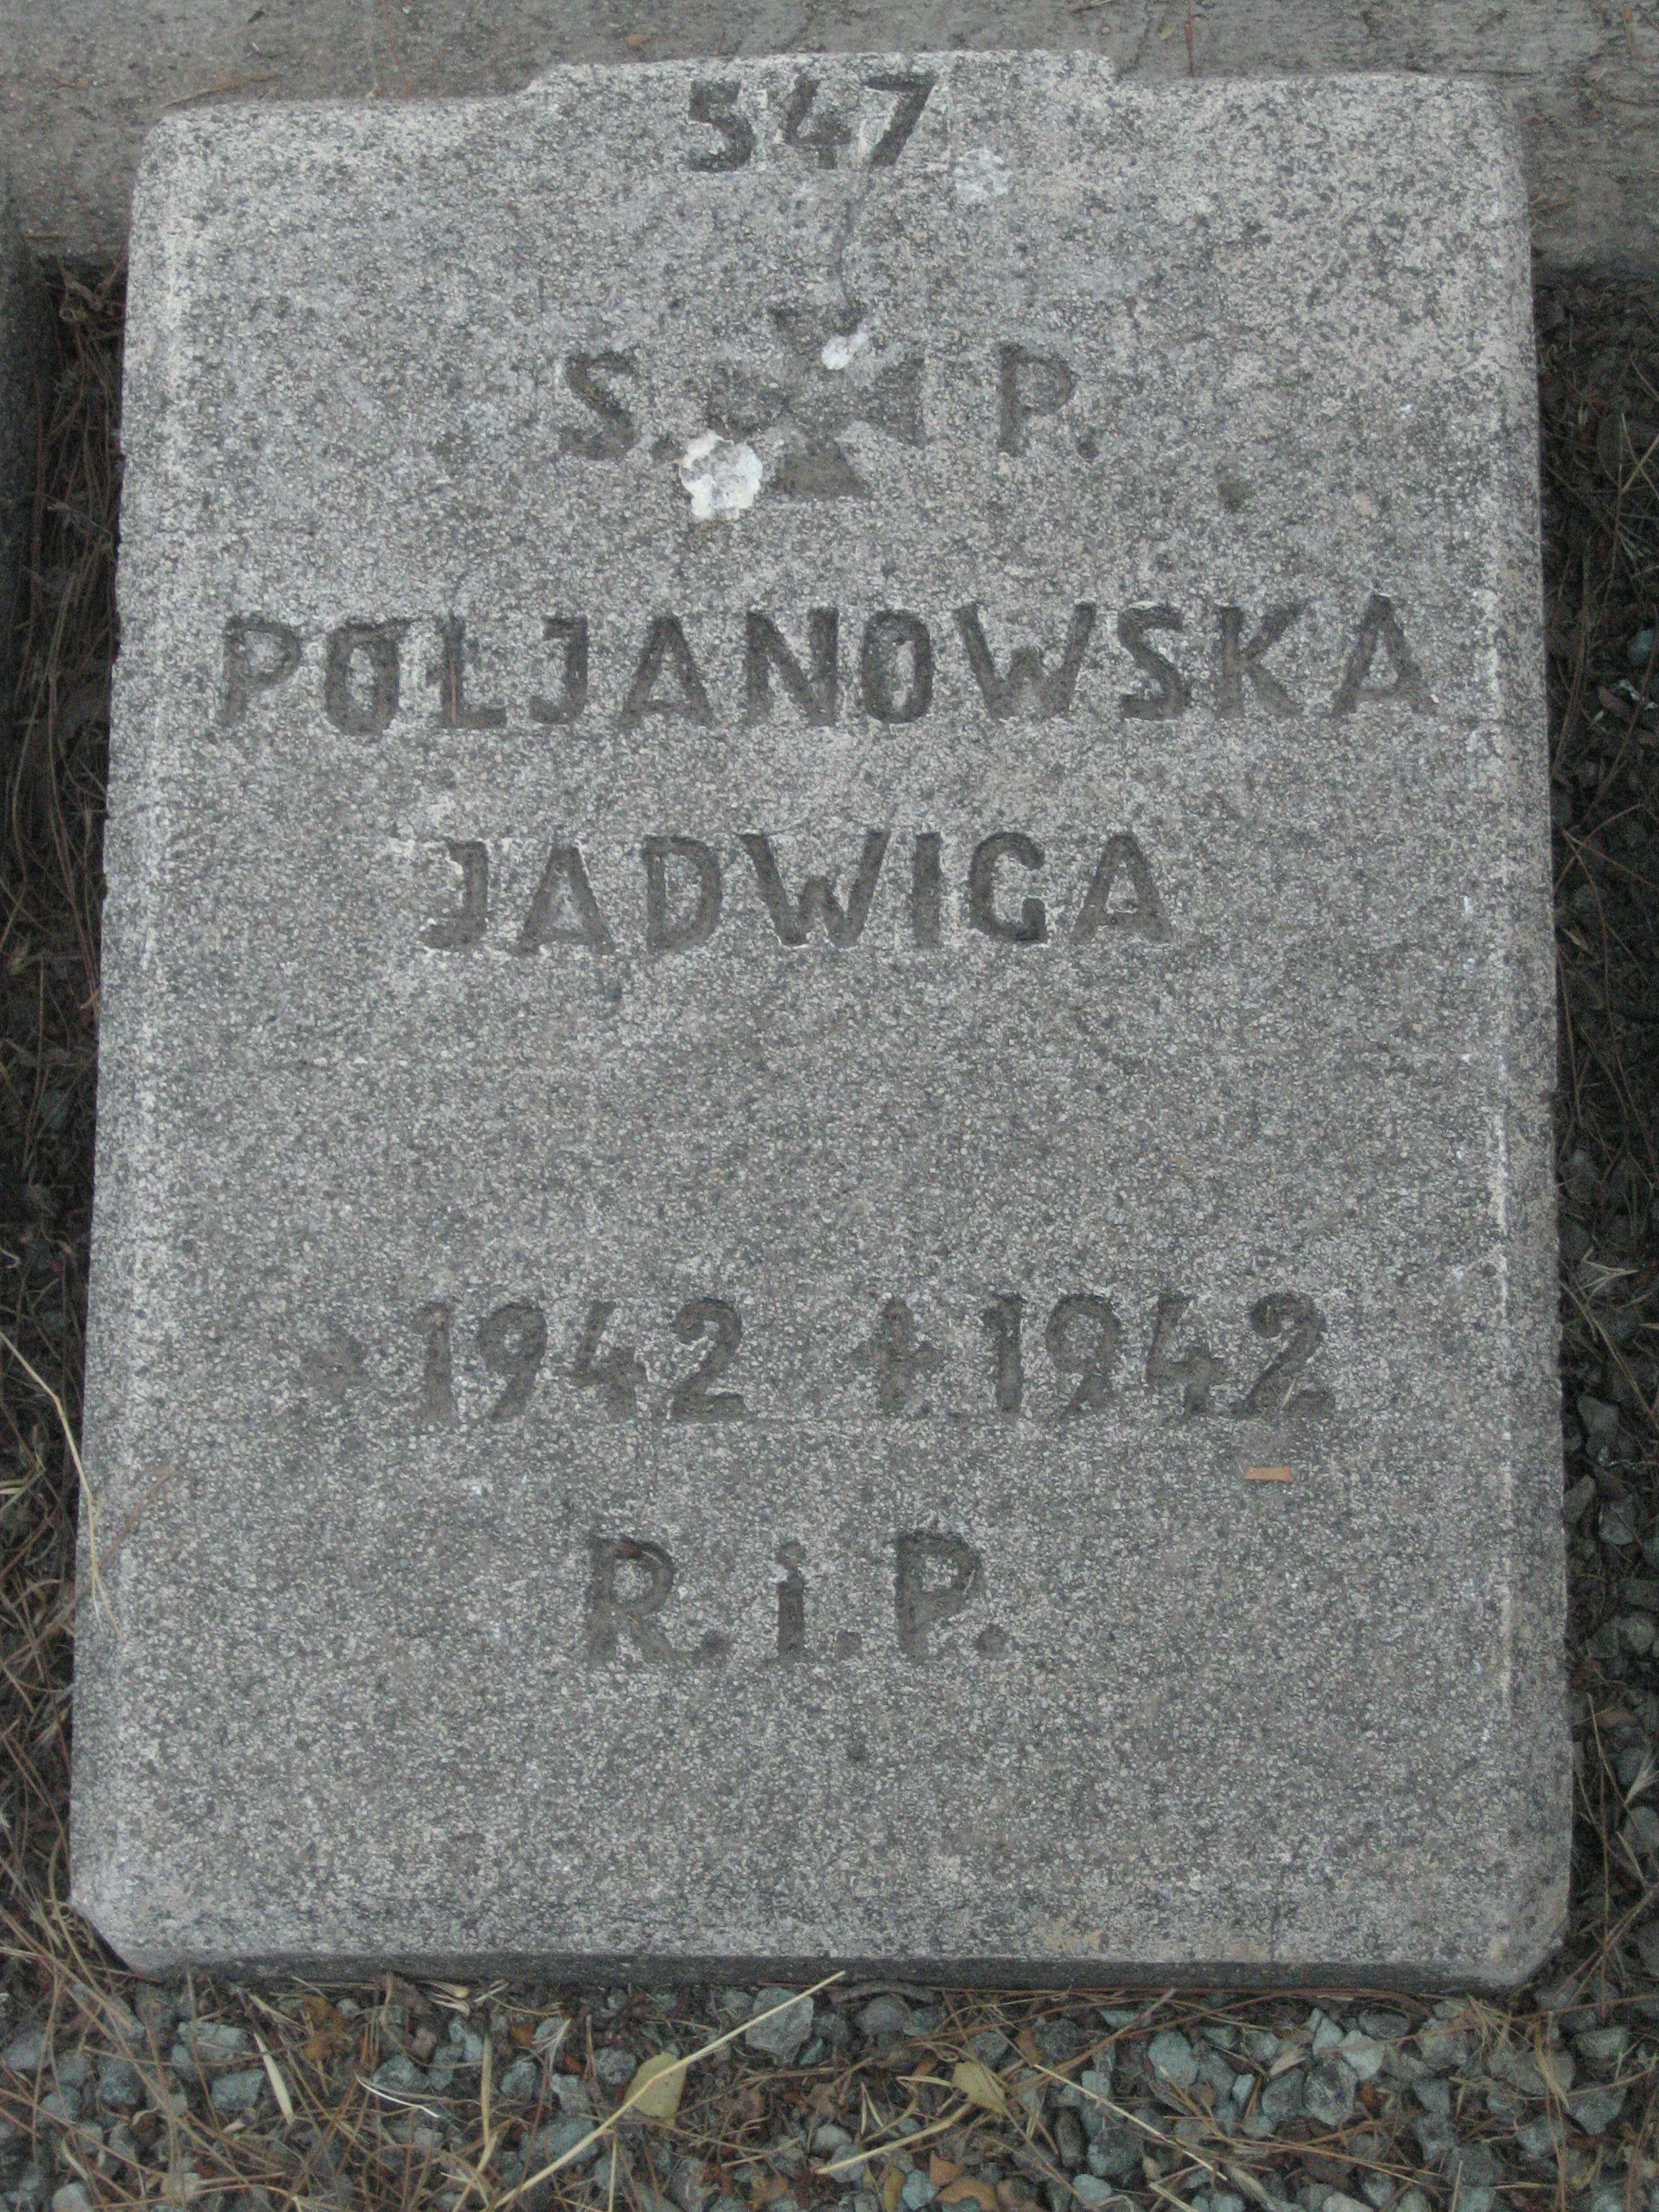 547
S. P.
POLJANOWSKA
JADWIGA
* 1942 + 1942
R. i. P.